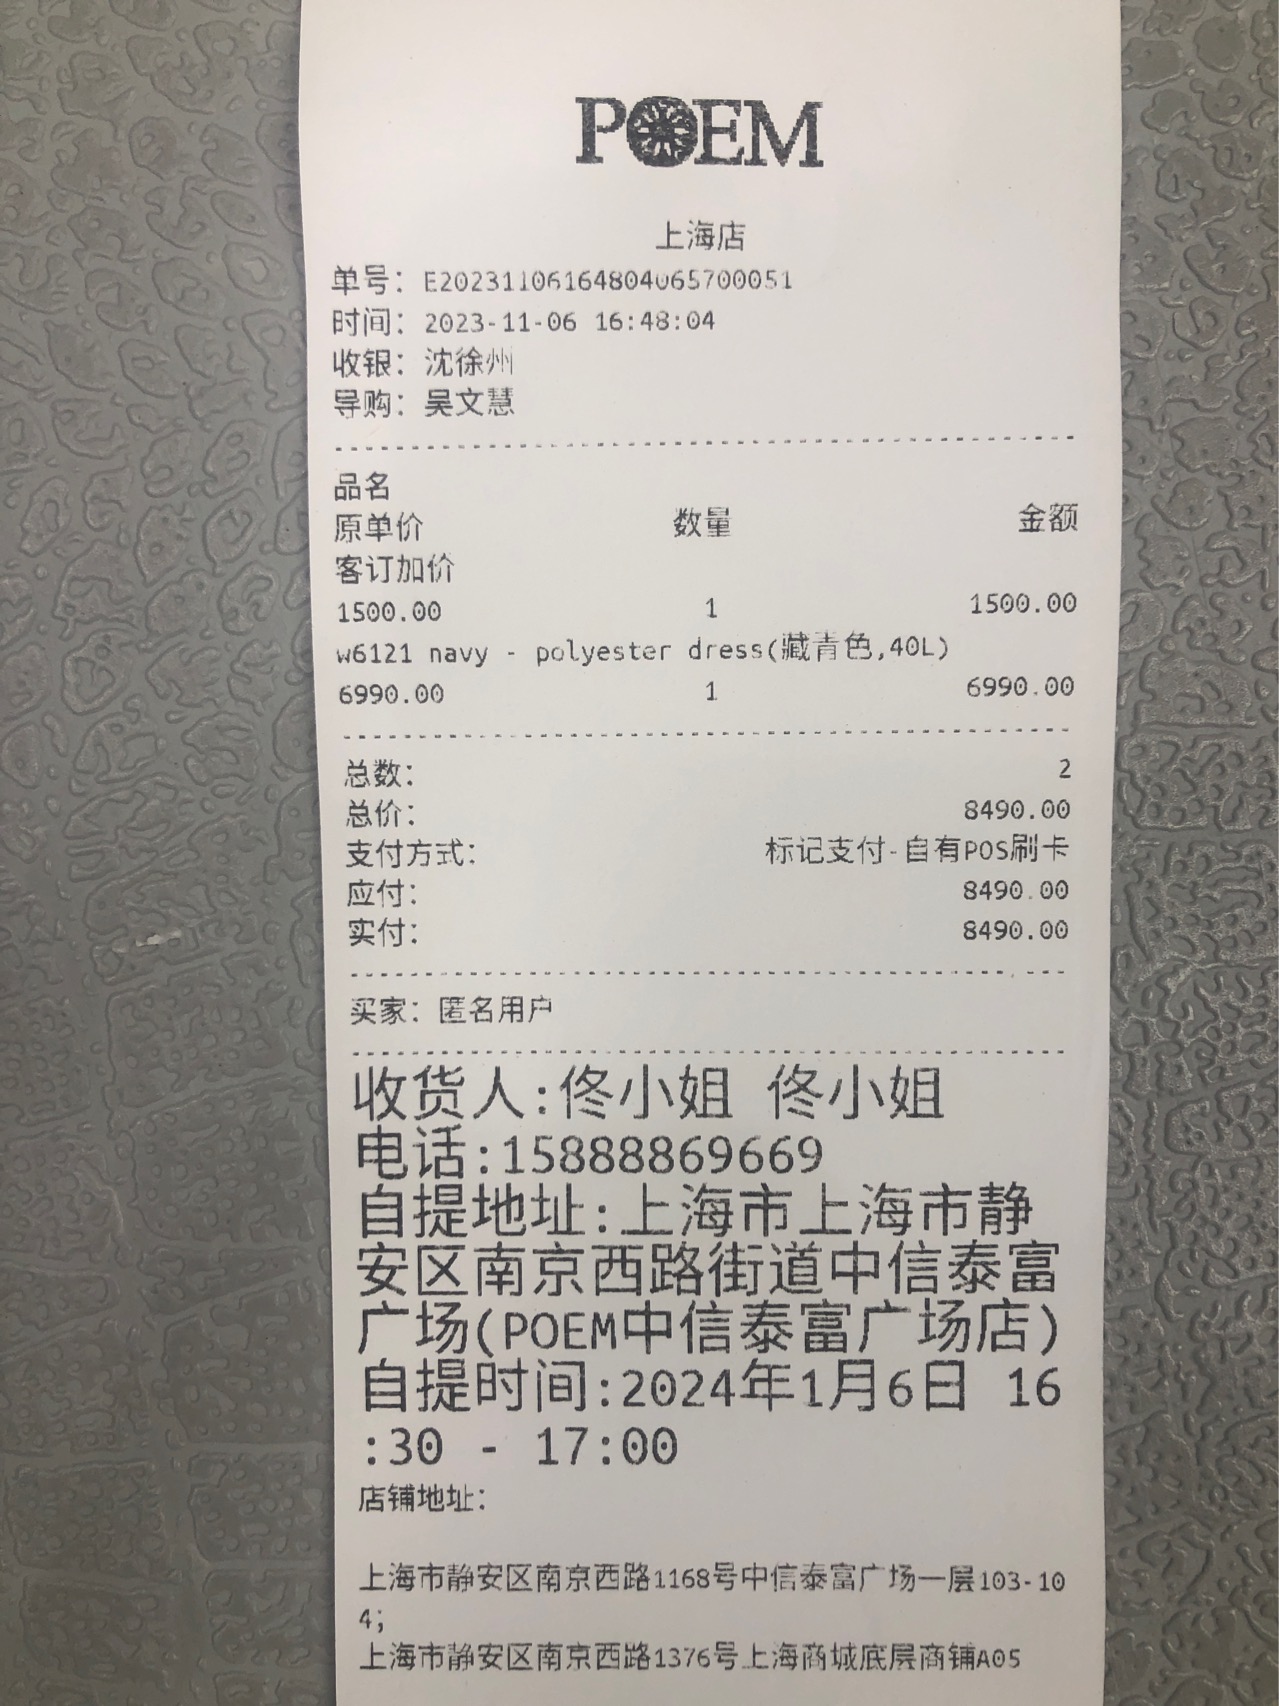 POEM
上海店
单号: E20231106164804065700051
时间: 2023-11-06 16:48:04
收银: 沈徐州
导购: 吴文慧
品名
原单价 数量 金额
客订加价
1500.00 1 1500.00
w6121 navy - polyester dress(藏青色,40L)
6990.00 1 6990.00
总数: 2
总价: 8490.00
支付方式: 标记支付-自有POS刷卡
应付: 8490.00
实付: 8490.00
买家: 匿名用户
收货人:佟小姐 佟小姐
电话:15888869669
自提地址:上海市上海市静
安区南京西路街道中信泰富
广场(POEM中信泰富广场店)
自提时间:2024年1月6日 16
:30 - 17:00
店铺地址:
上海市静安区南京西路1168号中信泰富广场一层103-10
4;
上海市静安区南京西路1376号上海商城底层商铺A05